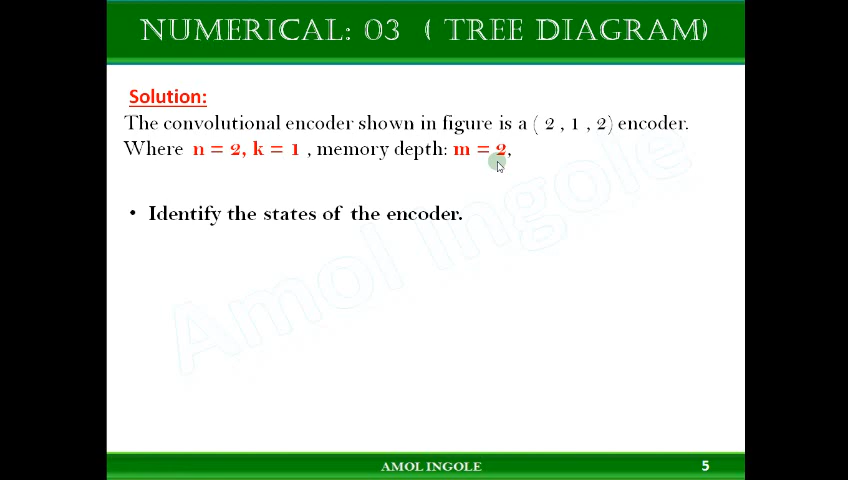 NUMERICAL: 03 ( TREE DIAGRAM)
Solution:
The convolutional encoder shown in figure is a ( 2 , 1 , 2) encoder.
Where n = 2, k = 1 , memory depth: m = 2,
• Identify the states of the encoder.
Amol Ingole
AMOL INGOLE
5